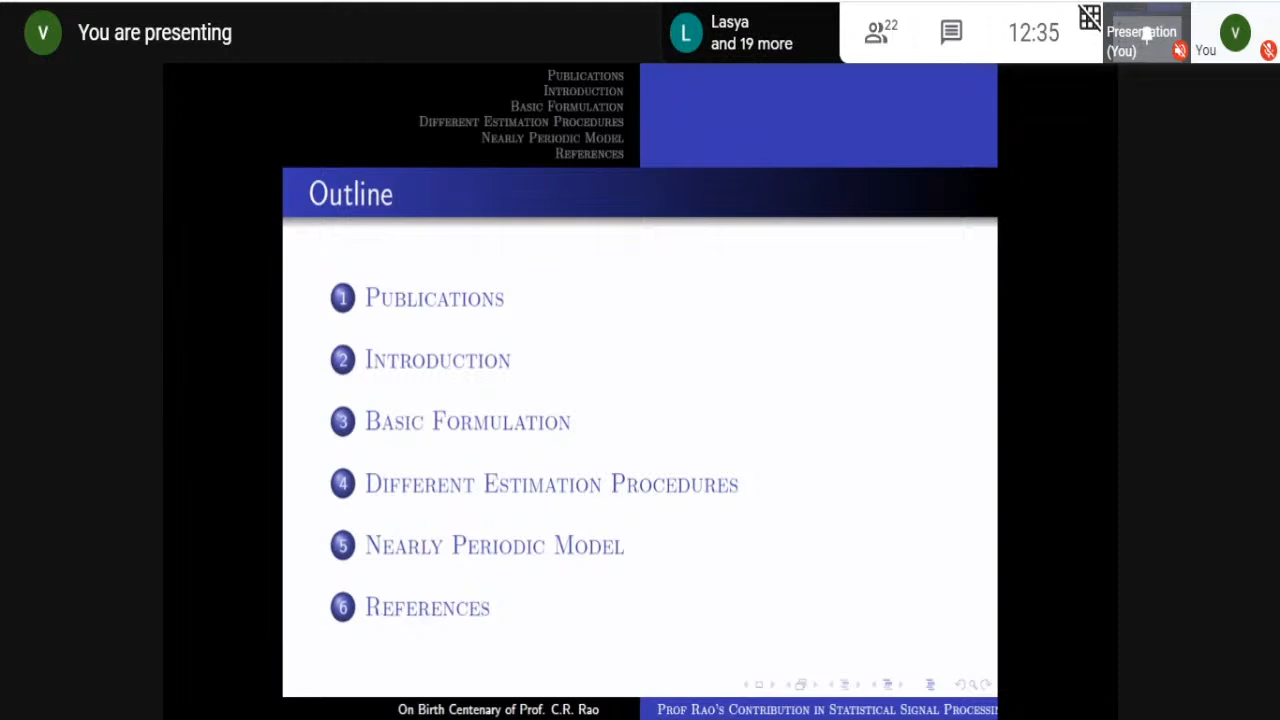 V You are presenting
L Lasya and 19 more
22
12:35
Presentation (You)
You
V
PUBLICATIONS
INTRODUCTION
BASIC FORMULATION
DIFFERENT ESTIMATION PROCEDURES
NEARLY PERIODIC MODEL
REFERENCES
Outline
1 PUBLICATIONS
2 INTRODUCTION
3 BASIC FORMULATION
4 DIFFERENT ESTIMATION PROCEDURES
5 NEARLY PERIODIC MODEL
6 REFERENCES
On Birth Centenary of Prof. C.R. Rao
PROF RAO'S CONTRIBUTION IN STATISTICAL SIGNAL PROCESSI